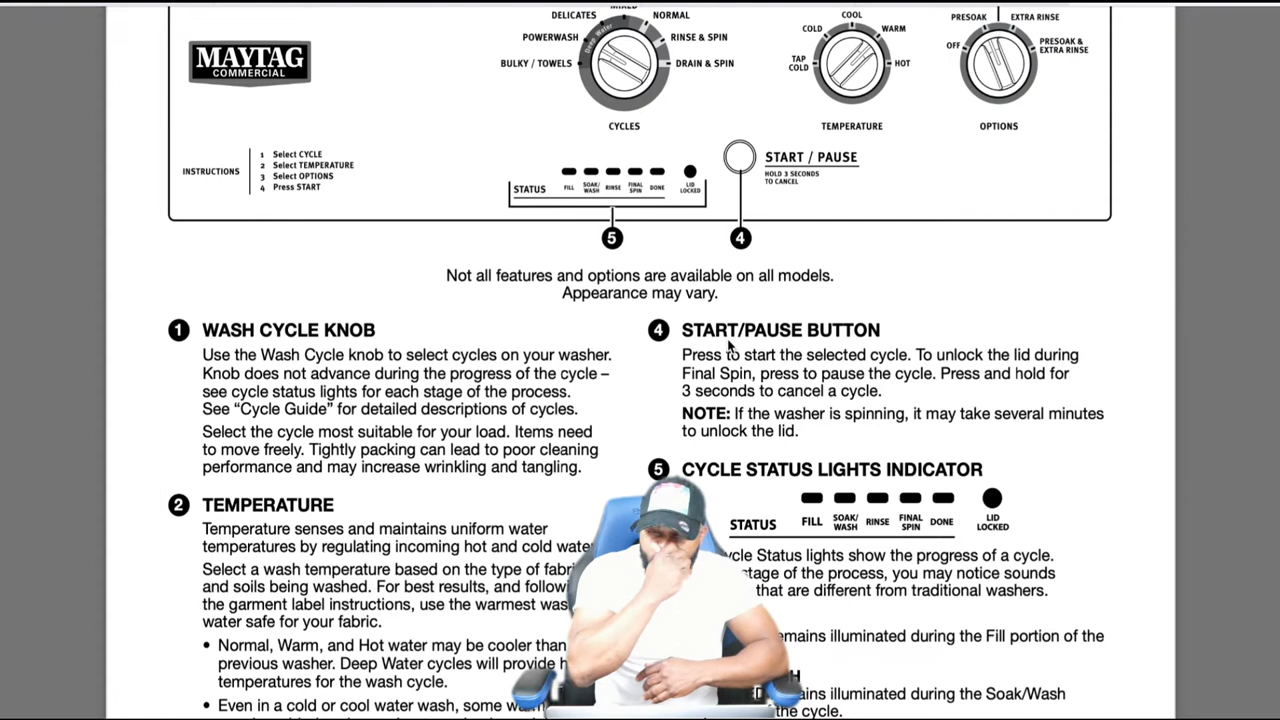 MIXED
DELICATES
NORMAL
POWERWASH
Deep Water
RINSE & SPIN
BULKY / TOWELS
DRAIN & SPIN
CYCLES
COOL
COLD
WARM
TAP
COLD
HOT
TEMPERATURE
PRESOAK
EXTRA RINSE
OFF
PRESOAK &
EXTRA RINSE
OPTIONS
MAYTAG
COMMERCIAL
INSTRUCTIONS
1 Select CYCLE
2 Select TEMPERATURE
3 Select OPTIONS
4 Press START
STATUS
FILL
SOAK/
WASH
RINSE
FINAL
SPIN
DONE
LID
LOCKED
START / PAUSE
HOLD 3 SECONDS
TO CANCEL
5
4
Not all features and options are available on all models.
Appearance may vary.
1 WASH CYCLE KNOB
Use the Wash Cycle knob to select cycles on your washer.
Knob does not advance during the progress of the cycle –
see cycle status lights for each stage of the process.
See “Cycle Guide” for detailed descriptions of cycles.
Select the cycle most suitable for your load. Items need
to move freely. Tightly packing can lead to poor cleaning
performance and may increase wrinkling and tangling.
2 TEMPERATURE
Temperature senses and maintains uniform water
temperatures by regulating incoming hot and cold
Select a wash temperature based on the type of
and soils being washed. For best results, and
the garment label instructions, use the warmest
water safe for your fabric.
• Normal, Warm, and Hot water may be cooler than
previous washer. Deep Water cycles will provide
temperatures for the wash cycle.
• Even in a cold or cool water wash, some
4 START/PAUSE BUTTON
Press to start the selected cycle. To unlock the lid during
Final Spin, press to pause the cycle. Press and hold for
3 seconds to cancel a cycle.
NOTE: If the washer is spinning, it may take several minutes
to unlock the lid.
5 CYCLE STATUS LIGHTS INDICATOR
STATUS
FILL
SOAK/
WASH
RINSE
FINAL
SPIN
DONE
LID
LOCKED
Status lights show the progress of a cycle.
stage of the process, you may notice sounds
that are different from traditional washers.
illuminated during the Fill portion of the
illuminated during the Soak/Wash
the cycle.